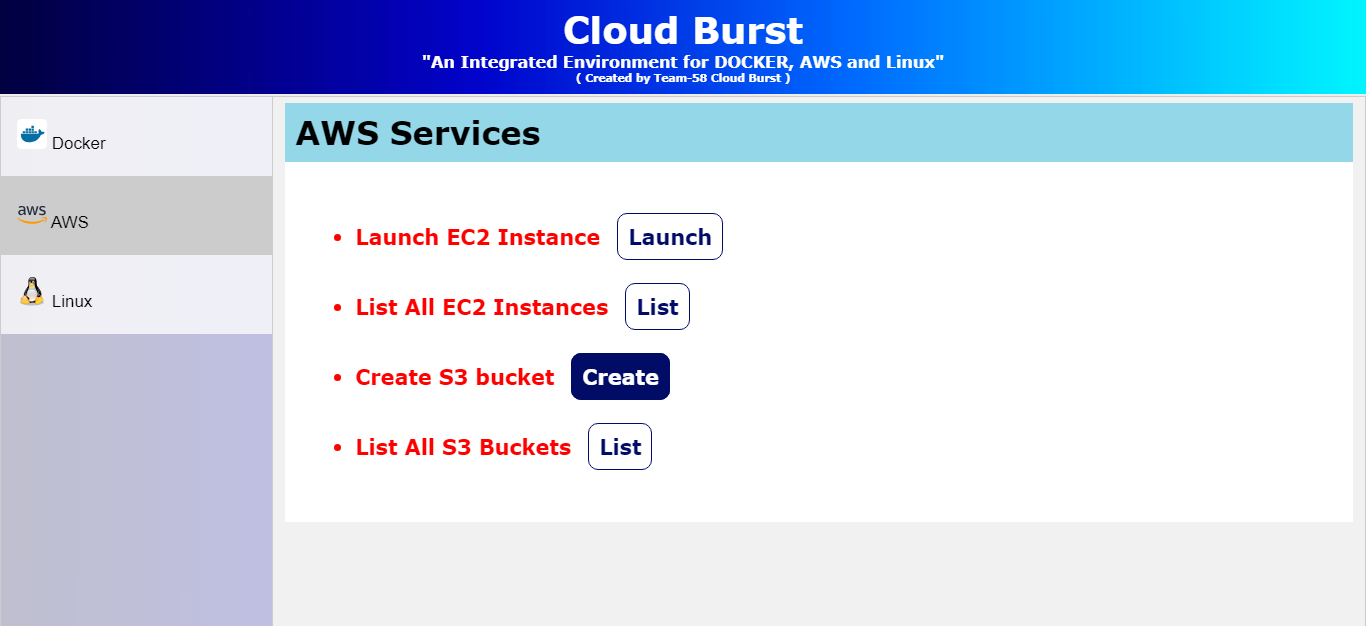 Cloud Burst
"An Integrated Environment for DOCKER, AWS and Linux"
( Created by Team-58 Cloud Burst )
Docker
aws AWS
Linux
AWS Services
Launch EC2 Instance Launch
List All EC2 Instances List
Create S3 bucket Create
List All S3 Buckets List